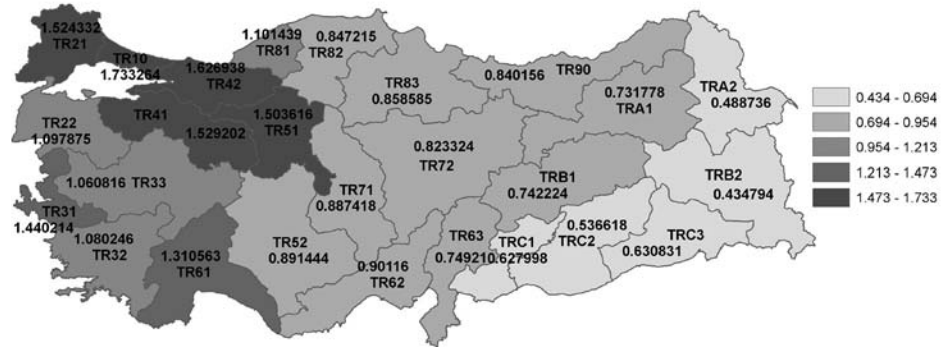 1.524332
TR21
TR10
1.733264
1.626938
TR42
1.101439
TR81
0.847215
TR82
TR83
0.858585
TR90
0.840156
0.731778
TRA1
TRA2
0.488736
TR22
1.097875
TR41
1.529202
1.503616
TR51
0.823324
TR72
1.060816 TR33
TR71
0.887418
TRB1
0.742224
TRB2
0.434794
TR31
1.440214
1.080246
TR32
1.310563
TR61
TR52
0.891444
0.90116
TR62
TR63
0.749210
TRC1
0.627998
0.536618
TRC2
TRC3
0.630831
0.434 - 0.694
0.694 - 0.954
0.954 - 1.213
1.213 - 1.473
1.473 - 1.733